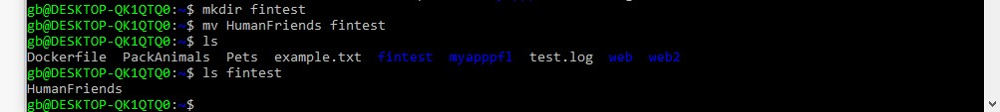 gb@DESKTOP-QK1QTQ0:~$ mkdir fintest
gb@DESKTOP-QK1QTQ0:~$ mv HumanFriends fintest
gb@DESKTOP-QK1QTQ0:~$ ls
Dockerfile PackAnimals Pets example.txt fintest myapppfl test.log web web2
gb@DESKTOP-QK1QTQ0:~$ ls fintest
HumanFriends
gb@DESKTOP-QK1QTQ0:~$